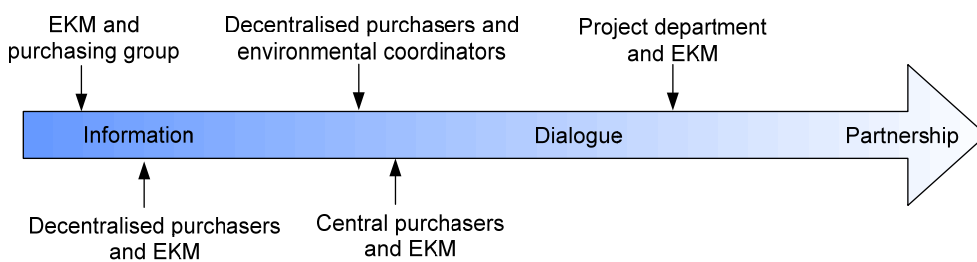 EKM and
purchasing group
Decentralised purchasers and
environmental coordinators
Project department
and EKM
Information
Dialogue
Partnership
Decentralised purchasers
and EKM
Central purchasers
and EKM